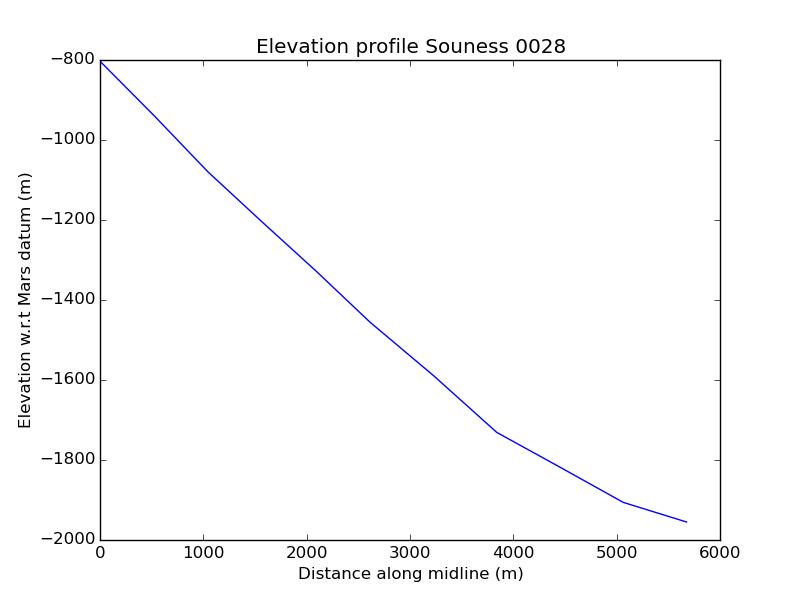 Elevation profile Souness 0028
−800
−1000
−1200
−1400
−1600
−1800
−2000
Elevation w.r.t Mars datum (m)
0 1000 2000 3000 4000 5000 6000
Distance along midline (m)